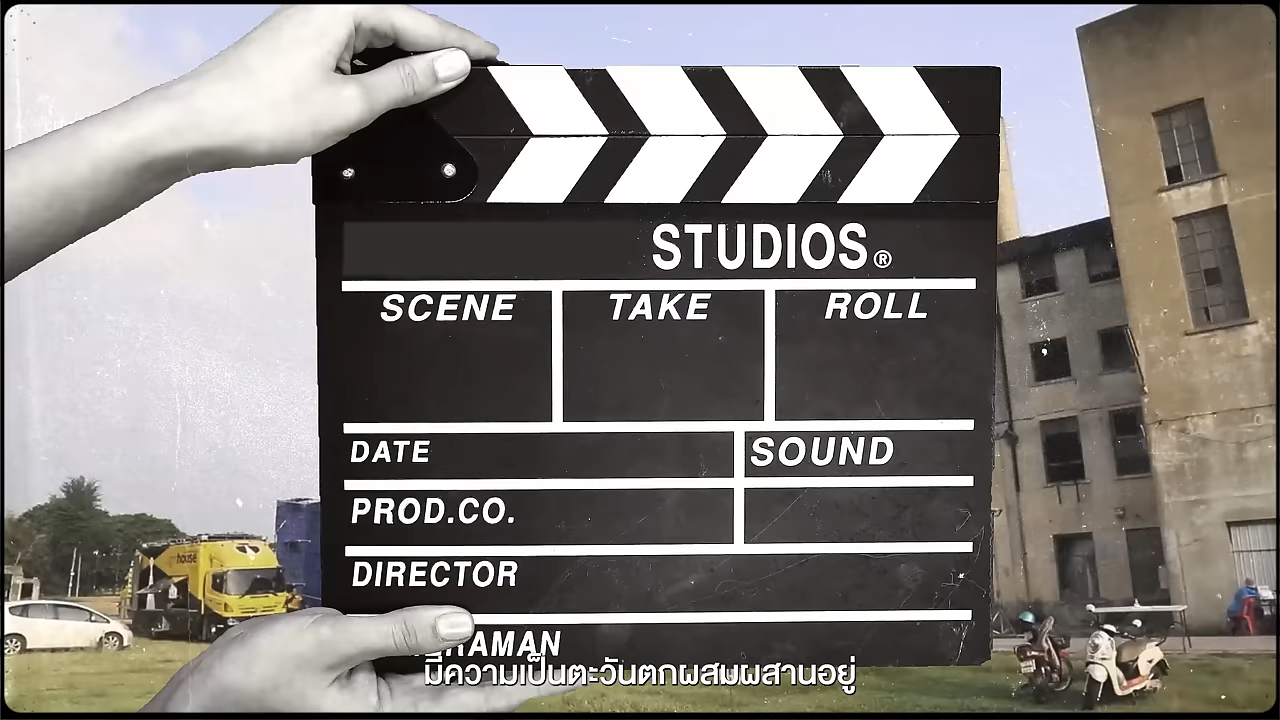 STUDIOS®
SCENE TAKE ROLL
DATE SOUND
PROD.CO.
DIRECTOR
RAMAN
มีความเป็นตะวันตกผสมผสานอยู่
house